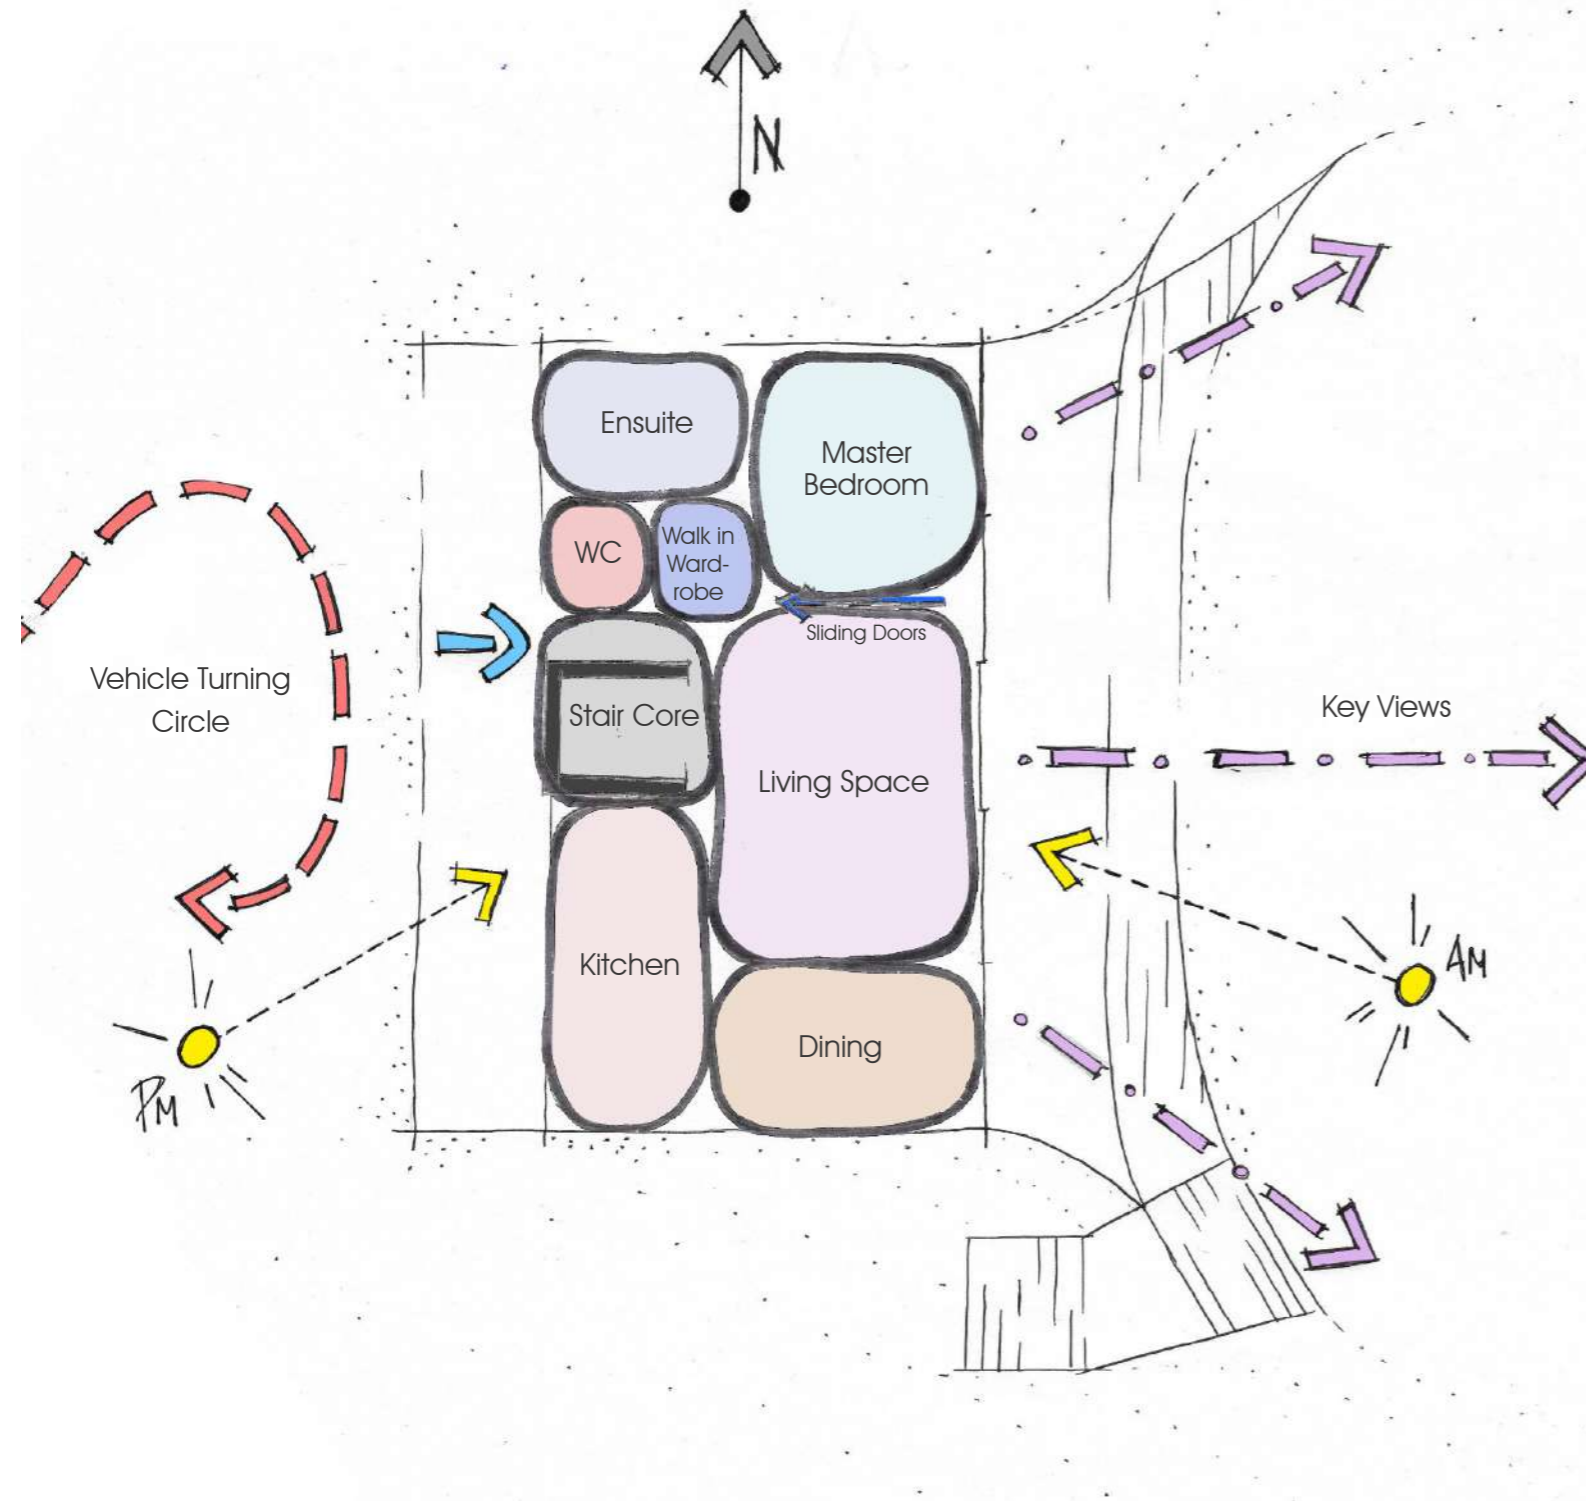 N
Ensuite
Master
Bedroom
WC
Walk in
Ward-
robe
Sliding Doors
Vehicle Turning
Circle
Stair Core
Key Views
Living Space
Kitchen
AM
Dining
PM